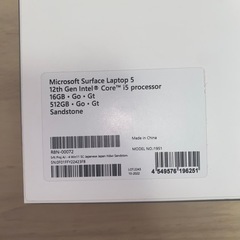 Microsoft Surface Laptop 5
12th Gen Intel® Core™ i5 processor
16GB • Go • Gt
512GB • Go • Gt
Sandstone
Made in China
R8N-00072
MODEL:1951
4 549576 196251